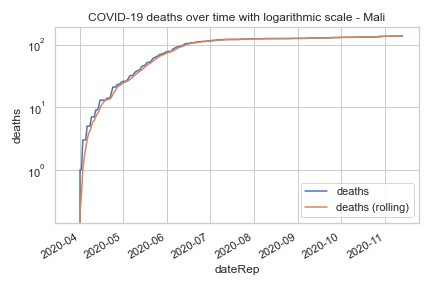 COVID-19 deaths over time with logarithmic scale - Mali
deaths
10²
10¹
10⁰
deaths
deaths (rolling)
2020-04
2020-05
2020-06
2020-07
2020-08
2020-09
2020-10
2020-11
dateRep